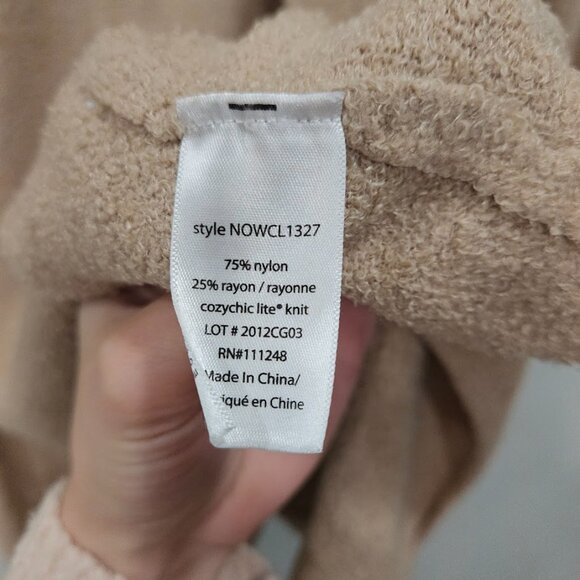 style NOWCL1327
75% nylon
25% rayon / rayonne
cozychic lite® knit
LOT # 2012CG03
RN#111248
Made In China/
iqué en Chine